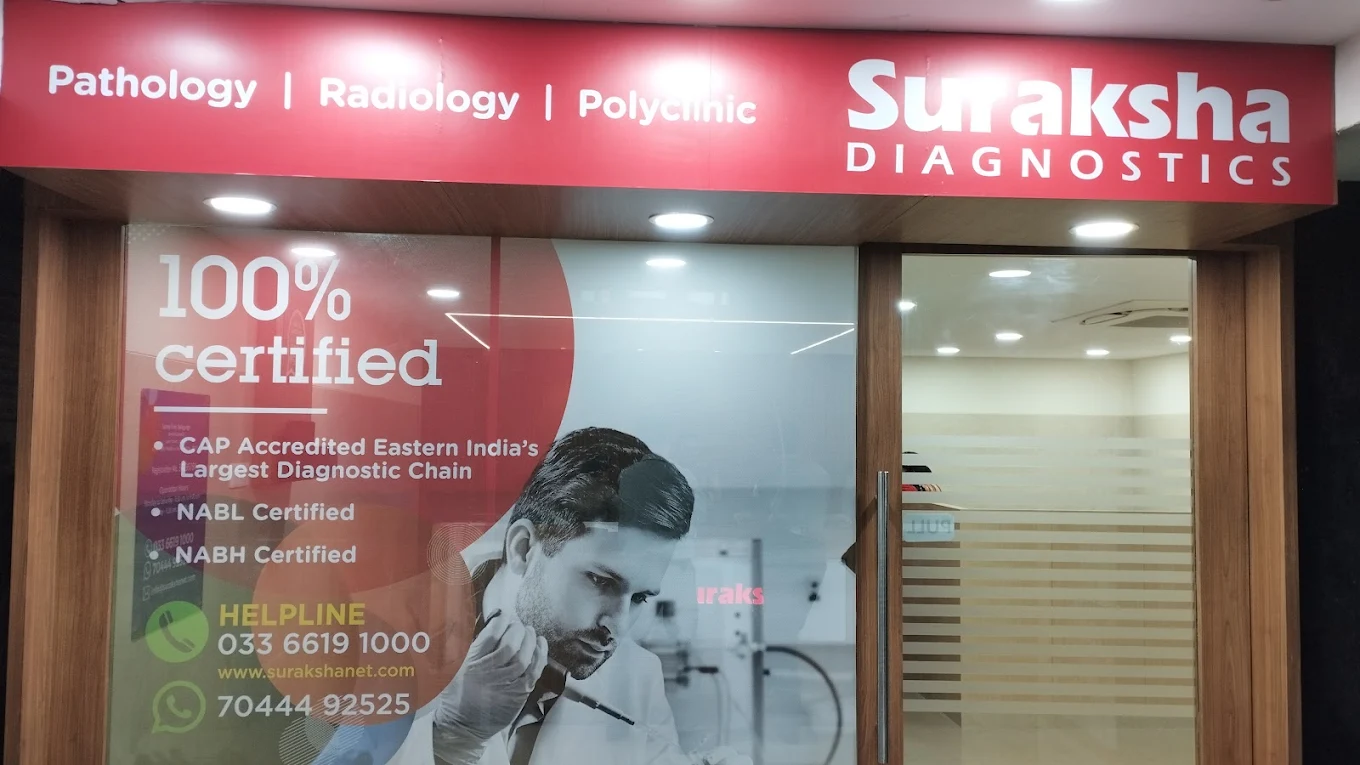 Pathology | Radiology | Polyclinic
Suraksha
DIAGNOSTICS
100%
certified
• CAP Accredited Eastern India's
Largest Diagnostic Chain
• NABL Certified
• NABH Certified
HELPLINE
033 6619 1000
www.surakshanet.com
70444 92525
uraks
PULL